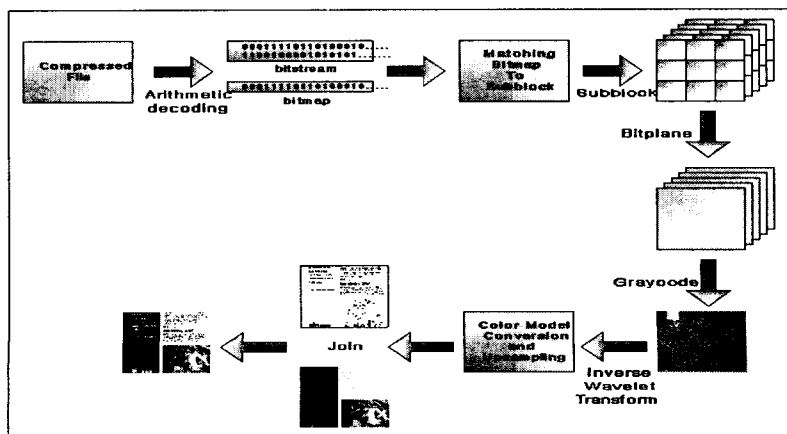 Compressed
File
Arithmetic
decoding
bitstream
bitmap
Matching
Bitmap
To
Subblock
Subblock
Bitplane
Graycode
Inverse
Wavelet
Transform
Color Model
Conversion
and
Upsampling
Join